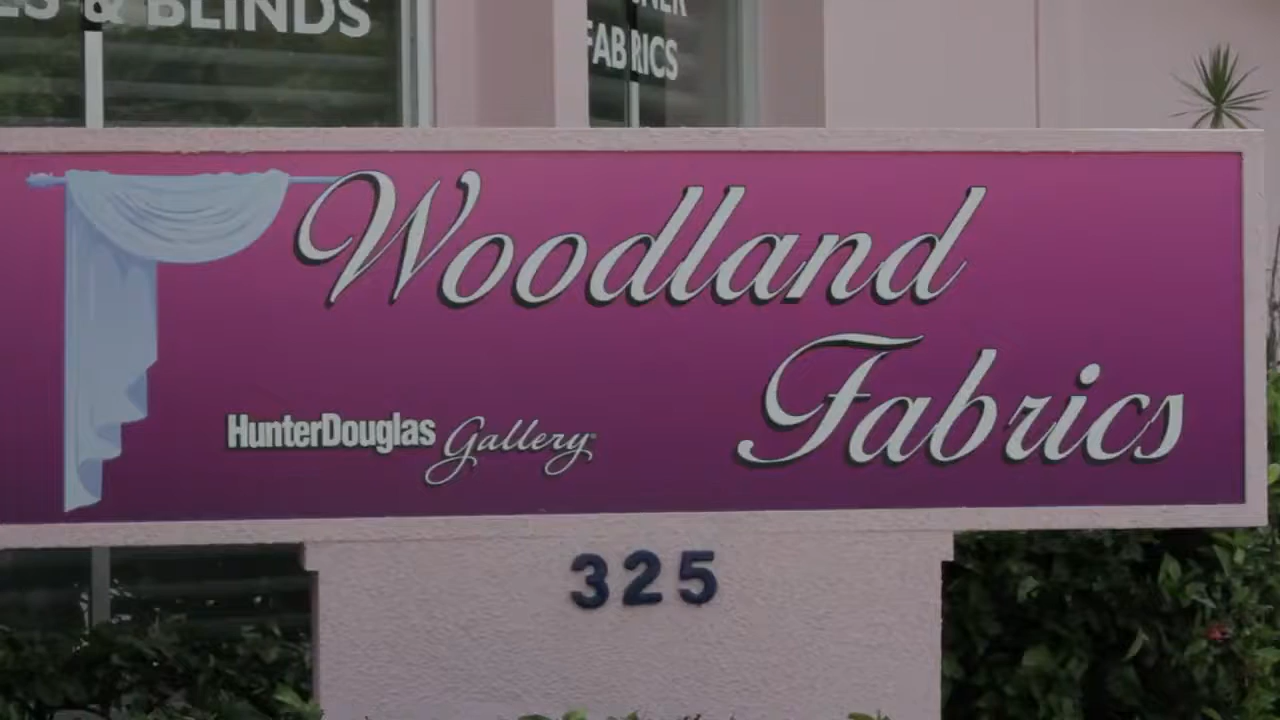 & BLINDS
FABRICS
Woodland
Fabrics
HunterDouglas Gallery
325